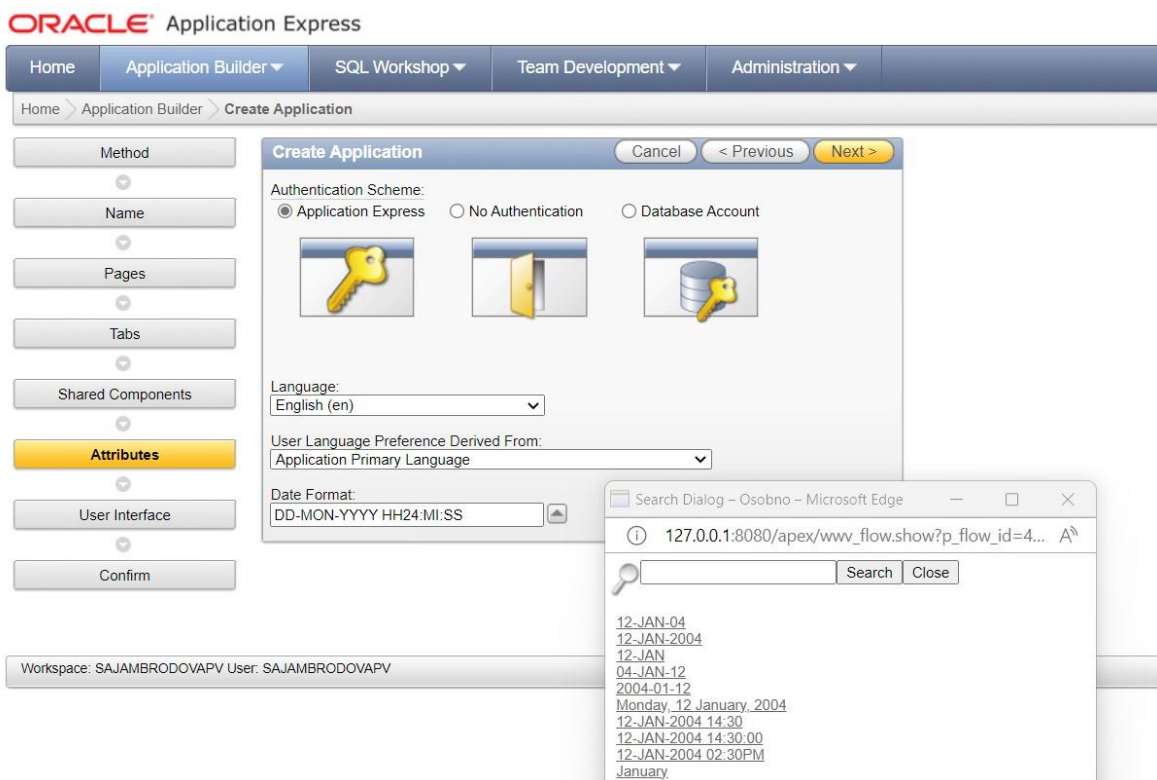 ORACLE® Application Express
Home Application Builder SQL Workshop Team Development Administration
Home Application Builder Create Application
Method
Name
Pages
Tabs
Shared Components
Attributes
User Interface
Confirm
Create Application Cancel < Previous Next >
Authentication Scheme:
Application Express No Authentication Database Account
Language:
English (en)
User Language Preference Derived From:
Application Primary Language
Date Format:
DD-MON-YYYY HH24:MI:SS
Search Dialog – Osobno – Microsoft Edge
127.0.0.1:8080/apex/wwv_flow.show?p_flow_id=4...
Search Close
12-JAN-04
12-JAN-2004
12-JAN
04-JAN-12
2004-01-12
Monday, 12 January, 2004
12-JAN-2004 14:30
12-JAN-2004 14:30:00
12-JAN-2004 02:30PM
January
Workspace: SAJAMBRODOVAPV User: SAJAMBRODOVAPV